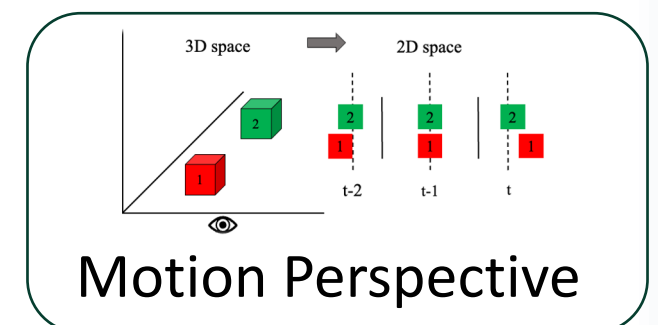 3D space 2D space
2 2 2 2
1 1 1 1
t-2 t-1 t
Motion Perspective